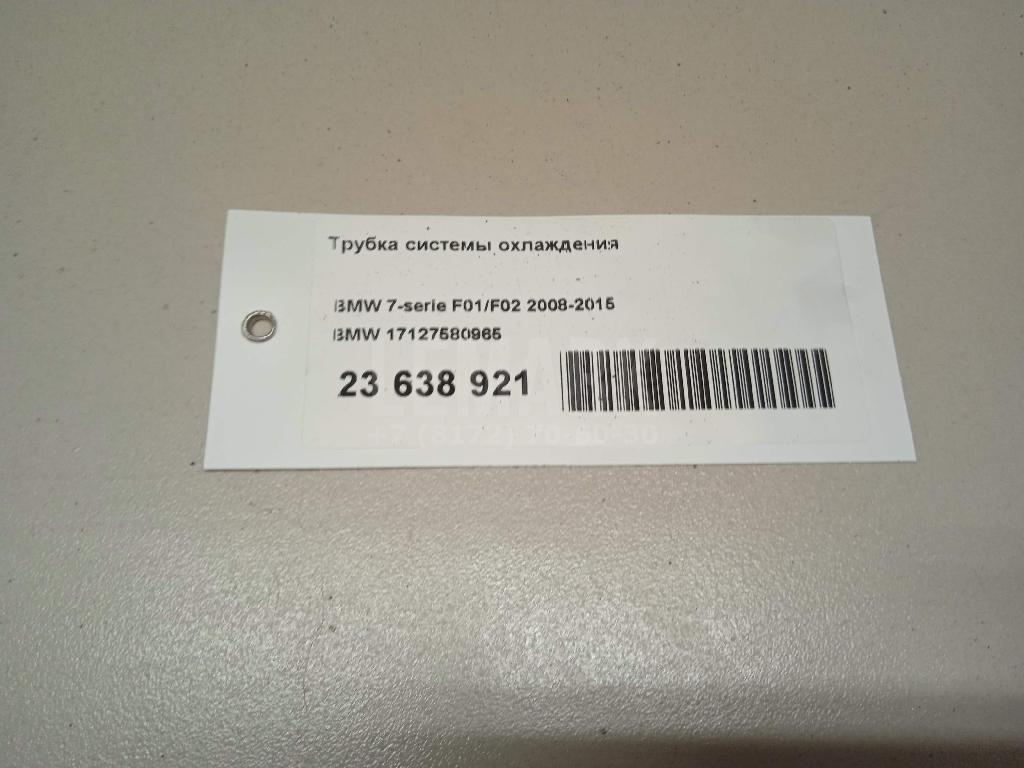 Трубка системы охлаждения
BMW 7-serie F01/F02 2008-2015
BMW 17127580965
23 638 921